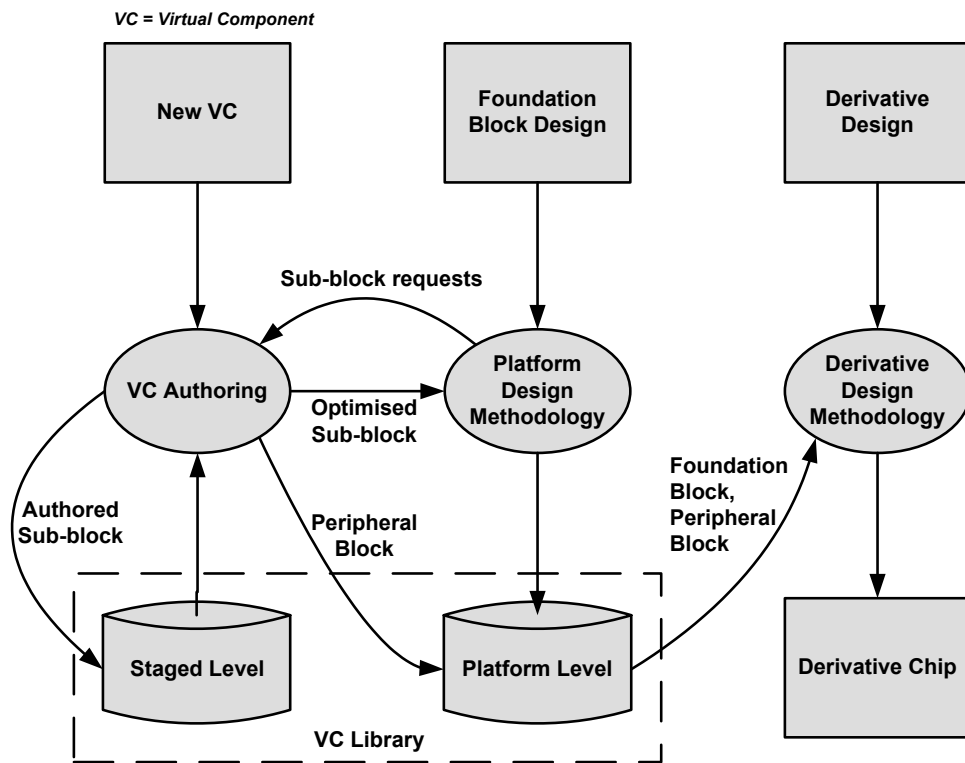 VC = Virtual Component
New VC
Foundation
Block Design
Derivative
Design
Sub-block requests
VC Authoring
Platform
Design
Methodology
Derivative
Design
Methodology
Optimised
Sub-block
Authored
Sub-block
Peripheral
Block
Foundation
Block,
Peripheral
Block
Staged Level
Platform Level
Derivative Chip
VC Library